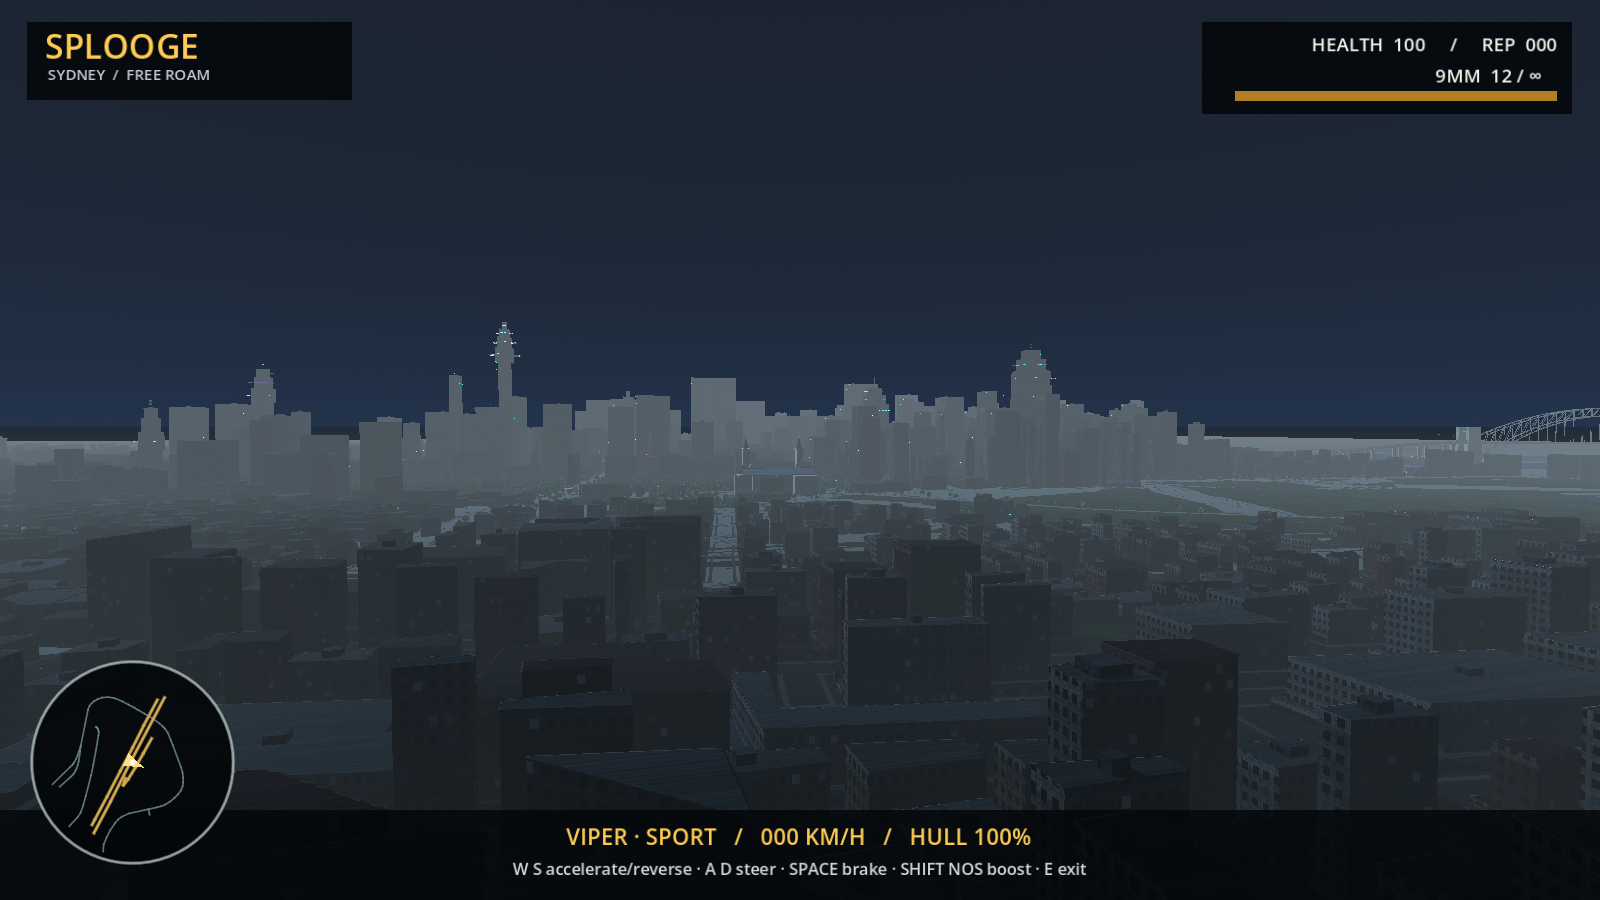 SPLOOGE
SYDNEY / FREE ROAM
HEALTH 100 / REP 000
9MM 12 / ∞
VIPER · SPORT / 000 KM/H / HULL 100%
W S accelerate/reverse · A D steer · SPACE brake · SHIFT NOS boost · E exit